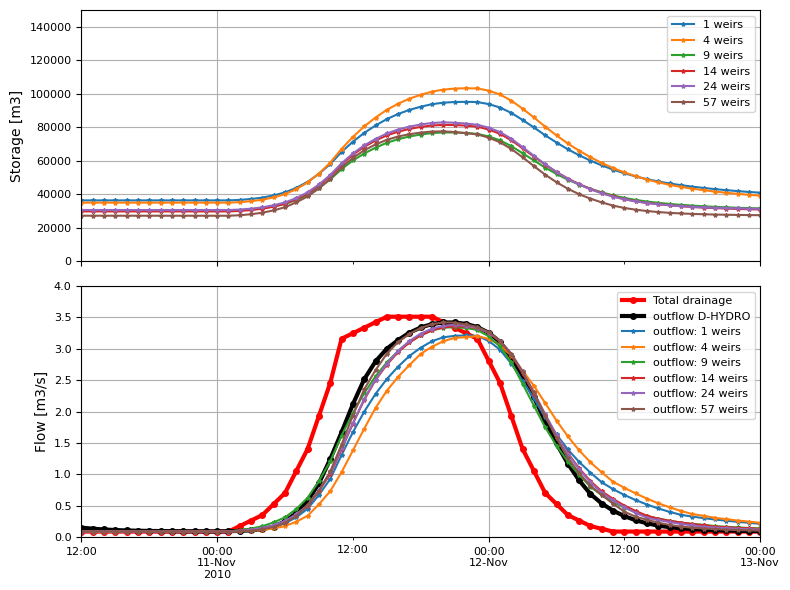 Storage [m3]
140000
120000
100000
80000
60000
40000
20000
0
1 weirs
4 weirs
9 weirs
14 weirs
24 weirs
57 weirs
Flow [m3/s]
4.0
3.5
3.0
2.5
2.0
1.5
1.0
0.5
0.0
Total drainage
outflow D-HYDRO
outflow: 1 weirs
outflow: 4 weirs
outflow: 9 weirs
outflow: 14 weirs
outflow: 24 weirs
outflow: 57 weirs
12:00 00:00 12:00 00:00 12:00 00:00
11-Nov 12-Nov 13-Nov
2010